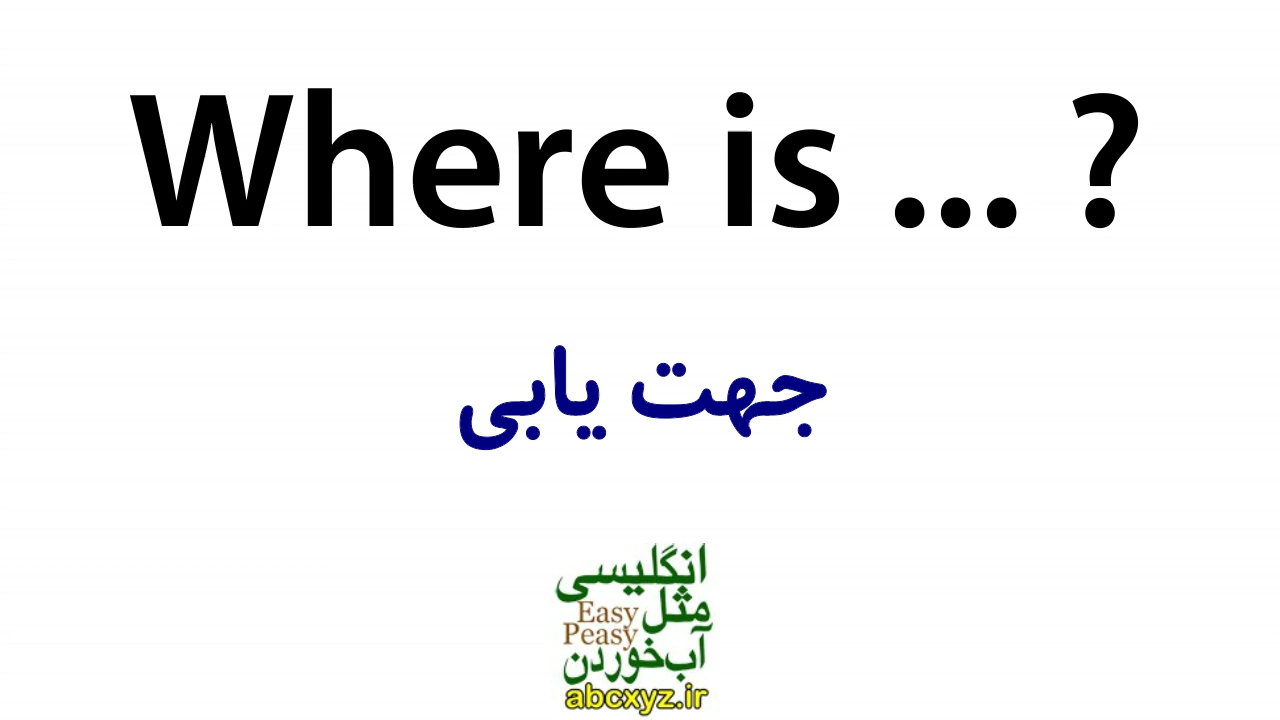 Where is ... ?
جهت یابی
انگلیسی
مثل Easy
Peasy
آب‌خوردن
abcxyz.ir